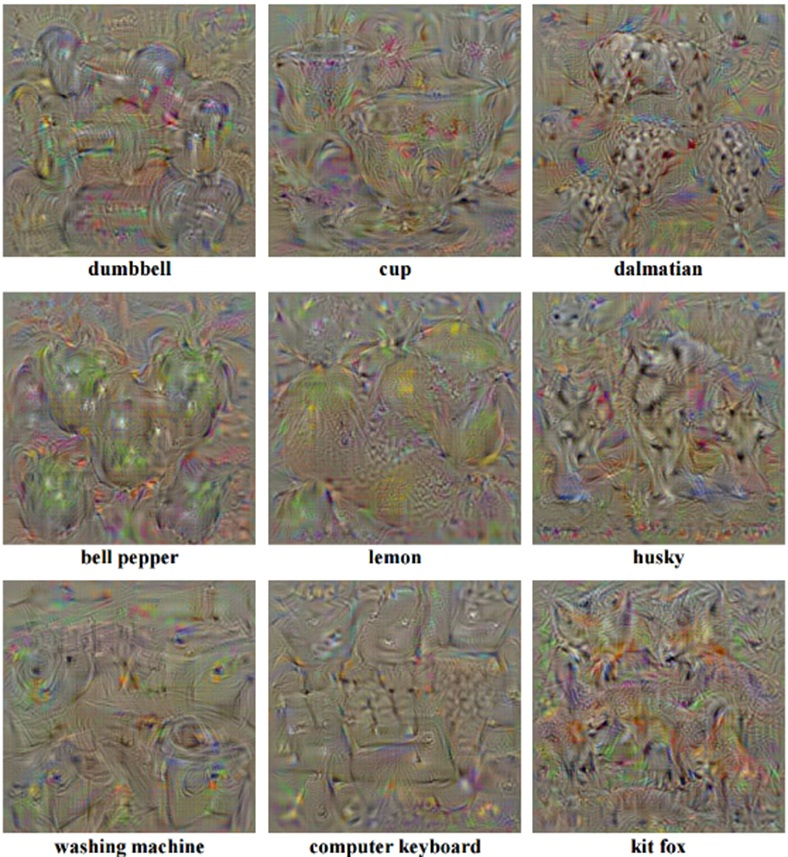 dumbbell
cup
dalmatian
bell pepper
lemon
husky
washing machine
computer keyboard
kit fox